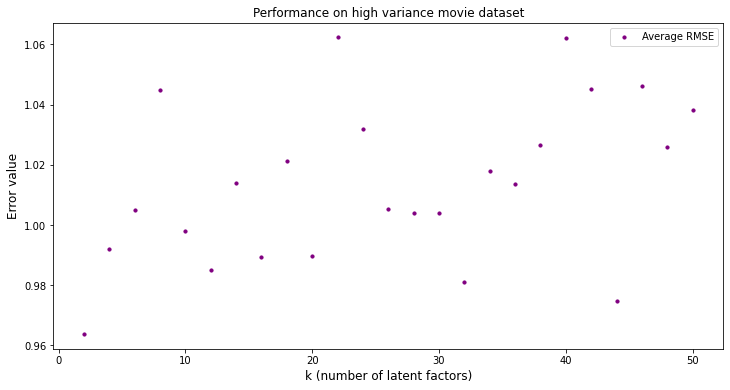 Performance on high variance movie dataset
Average RMSE
1.06
1.04
1.02
1.00
0.98
0.96
Error value
0 10 20 30 40 50
k (number of latent factors)